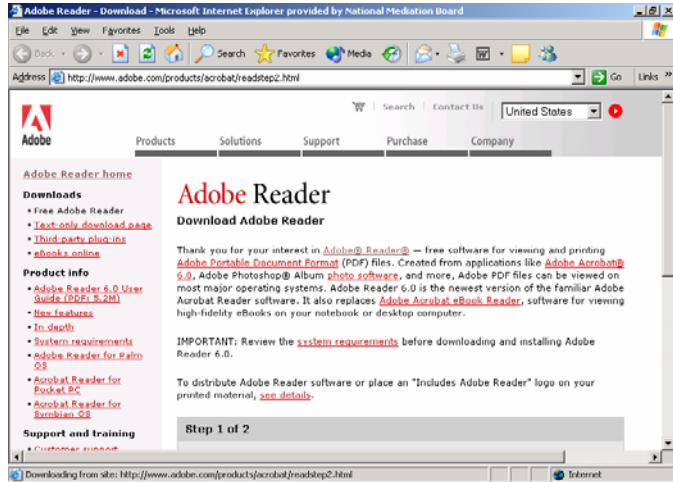 Adobe Reader - Download - Microsoft Internet Explorer provided by National Mediation Board
File Edit View Favorites Tools Help
Back Search Favorites Media
Address http://www.adobe.com/products/acrobat/readstep2.html Go Links »
Search Contact Us United States
Adobe Products Solutions Support Purchase Company
Adobe Reader home
Downloads
Free Adobe Reader
Text-only download page
Third-party plug-ins
eBooks online
Product info
Adobe Reader 6.0 User
Guide (PDF: 5.2M)
New features
In depth
System requirements
Adobe Reader for Palm
OS
Acrobat Reader for
Pocket PC
Acrobat Reader for
Symbian OS
Support and training
Customer support
Adobe Reader
Download Adobe Reader
Thank you for your interest in Adobe® Reader® — free software for viewing and printing
Adobe Portable Document Format (PDF) files. Created from applications like Adobe Acrobat®
6.0, Adobe Photoshop® Album photo software, and more, Adobe PDF files can be viewed on
most major operating systems. Adobe Reader 6.0 is the newest version of the familiar Adobe
Acrobat Reader software. It also replaces Adobe Acrobat eBook Reader, software for viewing
high-fidelity eBooks on your notebook or desktop computer.
IMPORTANT: Review the system requirements before downloading and installing Adobe
Reader 6.0.
To distribute Adobe Reader software or place an "Includes Adobe Reader" logo on your
printed material, see details.
Step 1 of 2
Downloading from site: http://www.adobe.com/products/acrobat/readstep2.html Internet